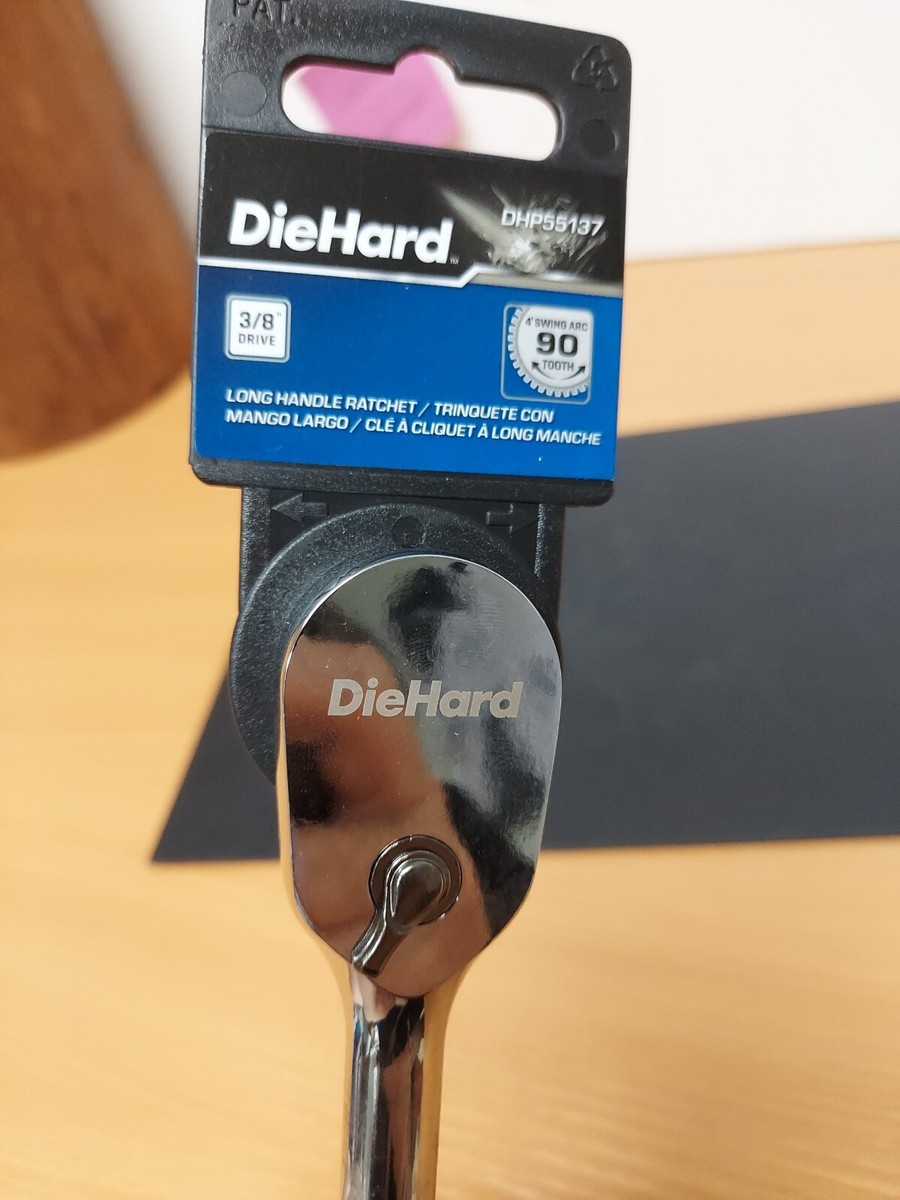 PAT.
DieHard™
DHP55137
3/8"
DRIVE
4° SWING ARC
90
TOOTH
LONG HANDLE RATCHET / TRINQUETE CON
MANGO LARGO / CLÉ À CLIQUET À LONG MANCHE
DieHard